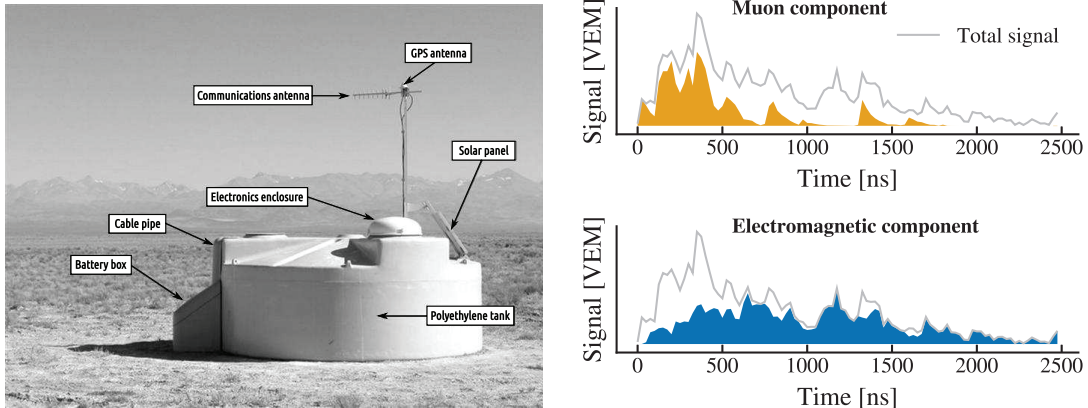 GPS antenna
Communications antenna
Solar panel
Electronics enclosure
Cable pipe
Battery box
Polyethylene tank
Muon component
Total signal
Signal [VEM]
0 500 1000 1500 2000 2500
Time [ns]
Electromagnetic component
Signal [VEM]
0 500 1000 1500 2000 2500
Time [ns]